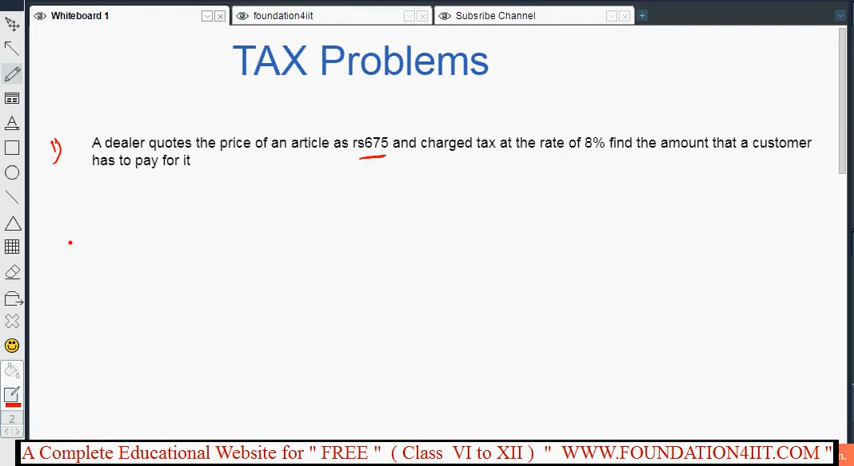 Whiteboard 1
foundation4iit
Subsribe Channel
TAX Problems
1)
A dealer quotes the price of an article as rs675 and charged tax at the rate of 8% find the amount that a customer
has to pay for it
2
A Complete Educational Website for " FREE " ( Class VI to XII ) " WWW.FOUNDATION4IIT.COM "